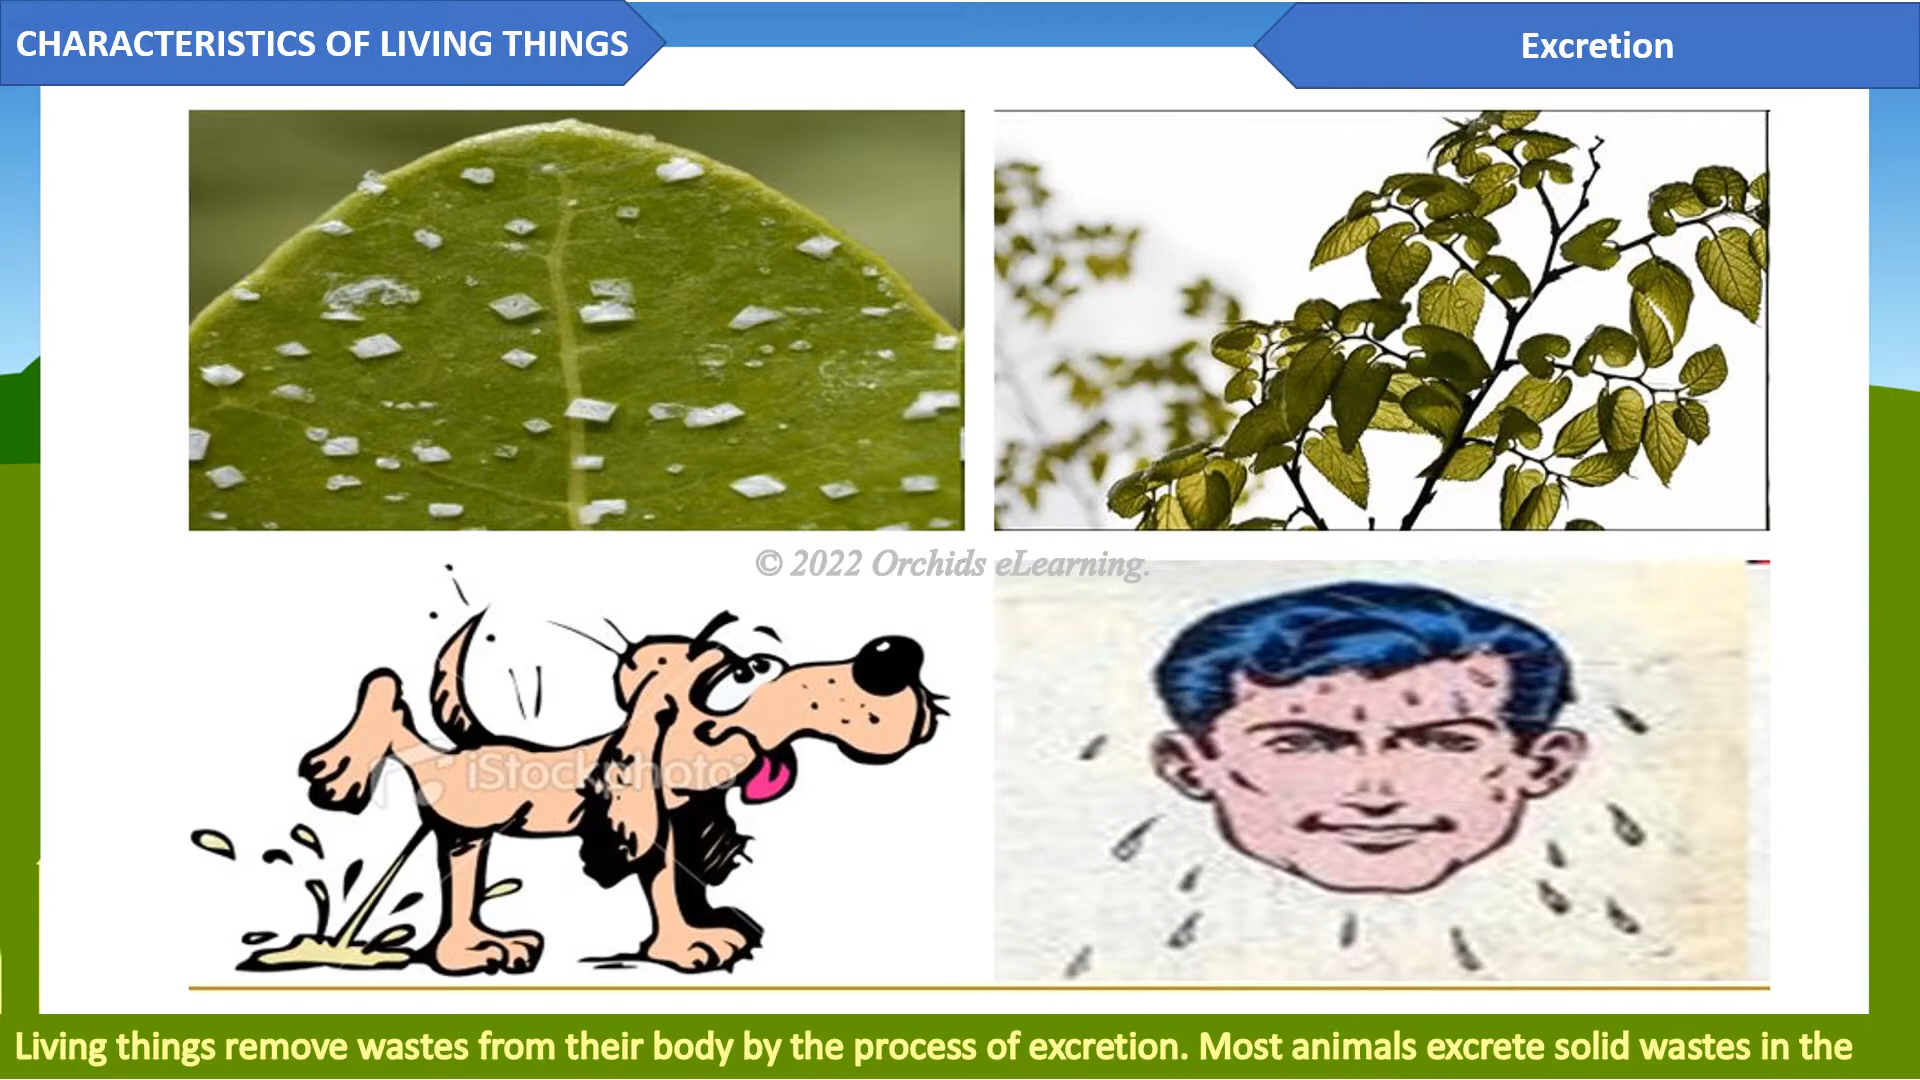 CHARACTERISTICS OF LIVING THINGS
Excretion
© 2022 Orchids eLearning.
iStockphoto
Living things remove wastes from their body by the process of excretion. Most animals excrete solid wastes in the